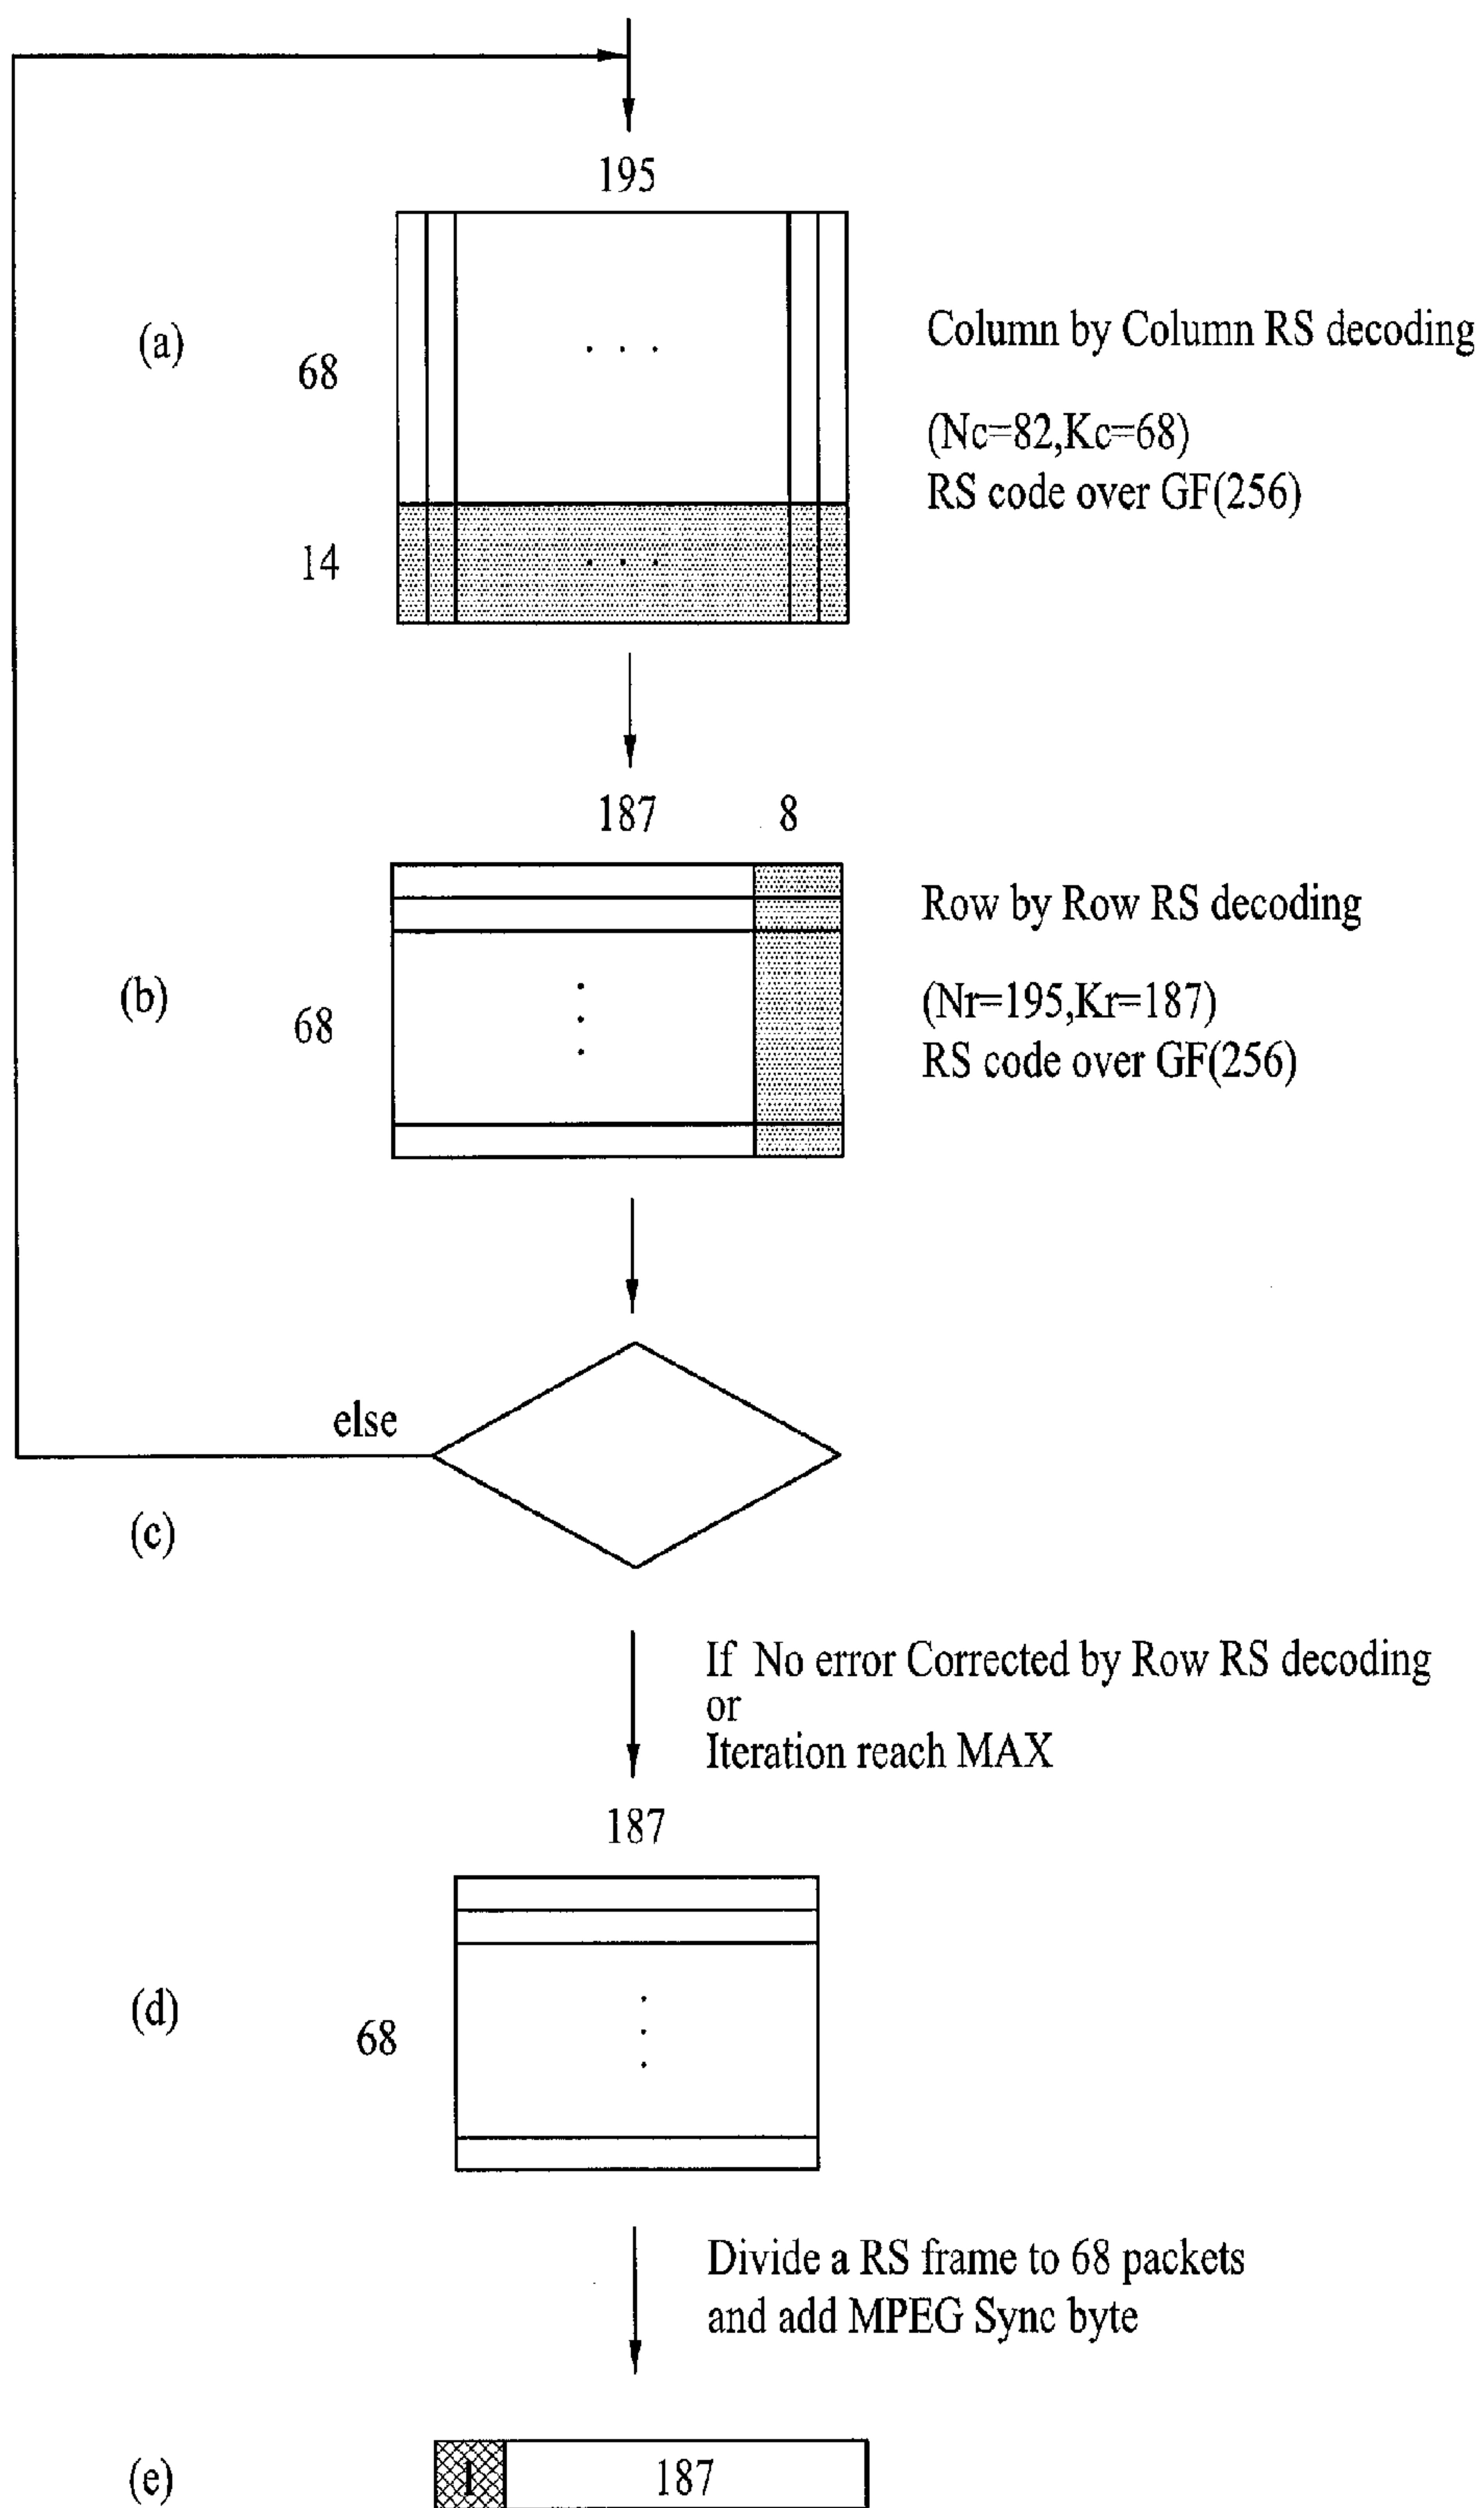 195
(a)
68
14
Column by Column RS decoding
(Nc=82,Kc=68)
RS code over GF(256)
187 8
(b)
68
Row by Row RS decoding
(Nr=195,Kr=187)
RS code over GF(256)
else
(c)
If No error Corrected by Row RS decoding
or
Iteration reach MAX
187
(d)
68
Divide a RS frame to 68 packets
and add MPEG Sync byte
(e)
1 187